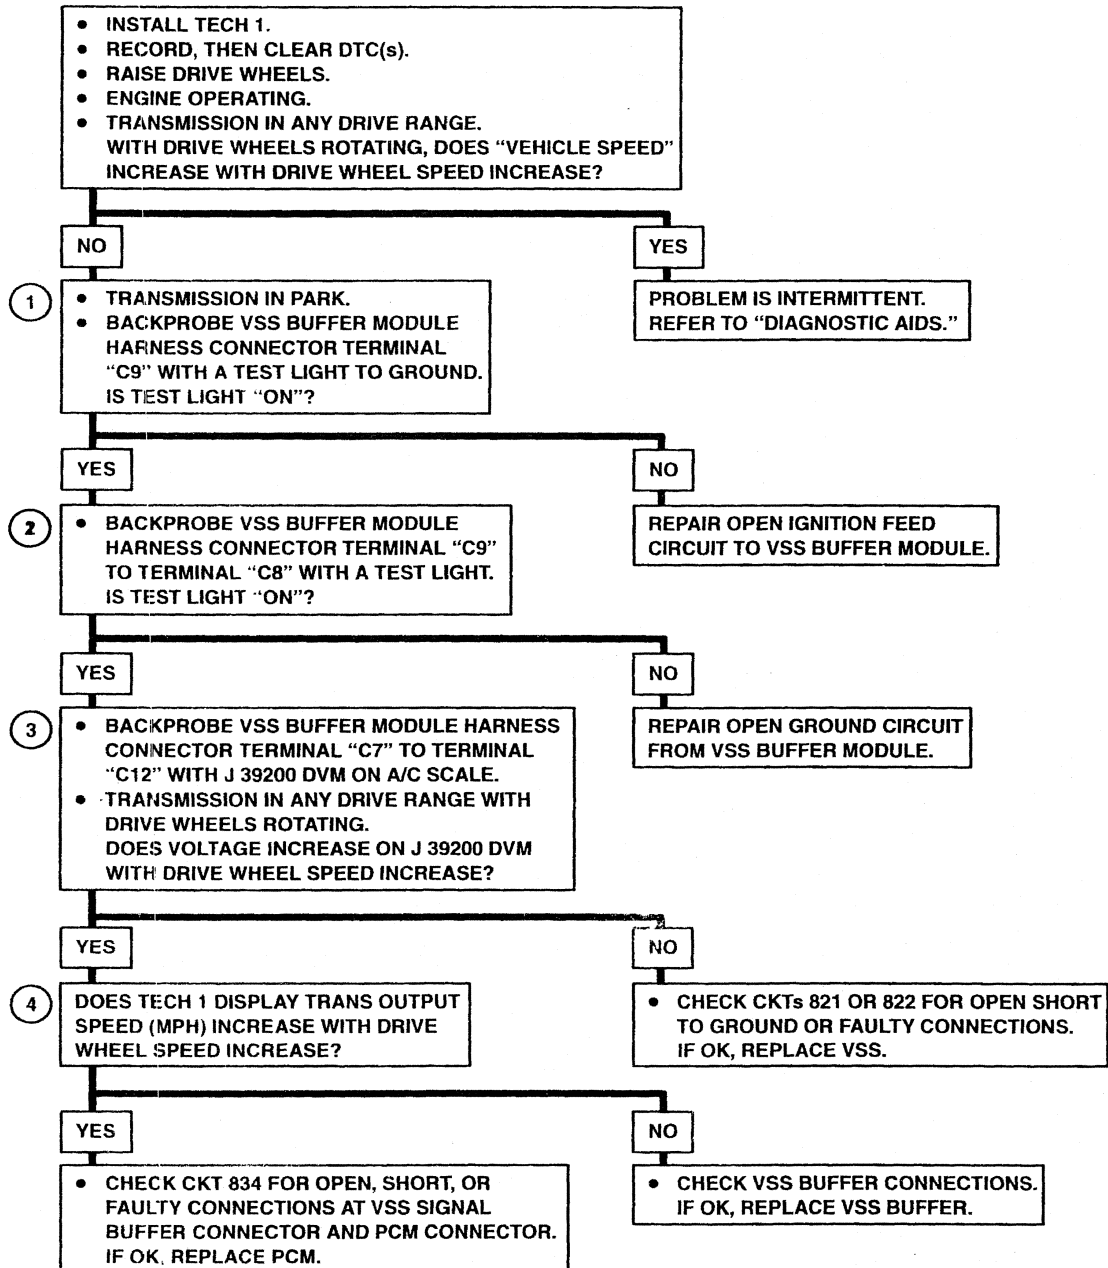 • INSTALL TECH 1.
• RECORD, THEN CLEAR DTC(s).
• RAISE DRIVE WHEELS.
• ENGINE OPERATING.
• TRANSMISSION IN ANY DRIVE RANGE.
WITH DRIVE WHEELS ROTATING, DOES “VEHICLE SPEED”
INCREASE WITH DRIVE WHEEL SPEED INCREASE?
NO
YES
1
• TRANSMISSION IN PARK.
• BACKPROBE VSS BUFFER MODULE
HARNESS CONNECTOR TERMINAL
“C9” WITH A TEST LIGHT TO GROUND.
IS TEST LIGHT “ON”?
PROBLEM IS INTERMITTENT.
REFER TO “DIAGNOSTIC AIDS.”
YES
NO
2
• BACKPROBE VSS BUFFER MODULE
HARNESS CONNECTOR TERMINAL “C9”
TO TERMINAL “C8” WITH A TEST LIGHT.
IS TEST LIGHT “ON”?
REPAIR OPEN IGNITION FEED
CIRCUIT TO VSS BUFFER MODULE.
YES
NO
3
• BACKPROBE VSS BUFFER MODULE HARNESS
CONNECTOR TERMINAL “C7” TO TERMINAL
“C12” WITH J 39200 DVM ON A/C SCALE.
• TRANSMISSION IN ANY DRIVE RANGE WITH
DRIVE WHEELS ROTATING.
DOES VOLTAGE INCREASE ON J 39200 DVM
WITH DRIVE WHEEL SPEED INCREASE?
REPAIR OPEN GROUND CIRCUIT
FROM VSS BUFFER MODULE.
YES
NO
4
DOES TECH 1 DISPLAY TRANS OUTPUT
SPEED (MPH) INCREASE WITH DRIVE
WHEEL SPEED INCREASE?
• CHECK CKTs 821 OR 822 FOR OPEN SHORT
TO GROUND OR FAULTY CONNECTIONS.
IF OK, REPLACE VSS.
YES
NO
• CHECK CKT 834 FOR OPEN, SHORT, OR
FAULTY CONNECTIONS AT VSS SIGNAL
BUFFER CONNECTOR AND PCM CONNECTOR.
IF OK, REPLACE PCM.
• CHECK VSS BUFFER CONNECTIONS.
IF OK, REPLACE VSS BUFFER.